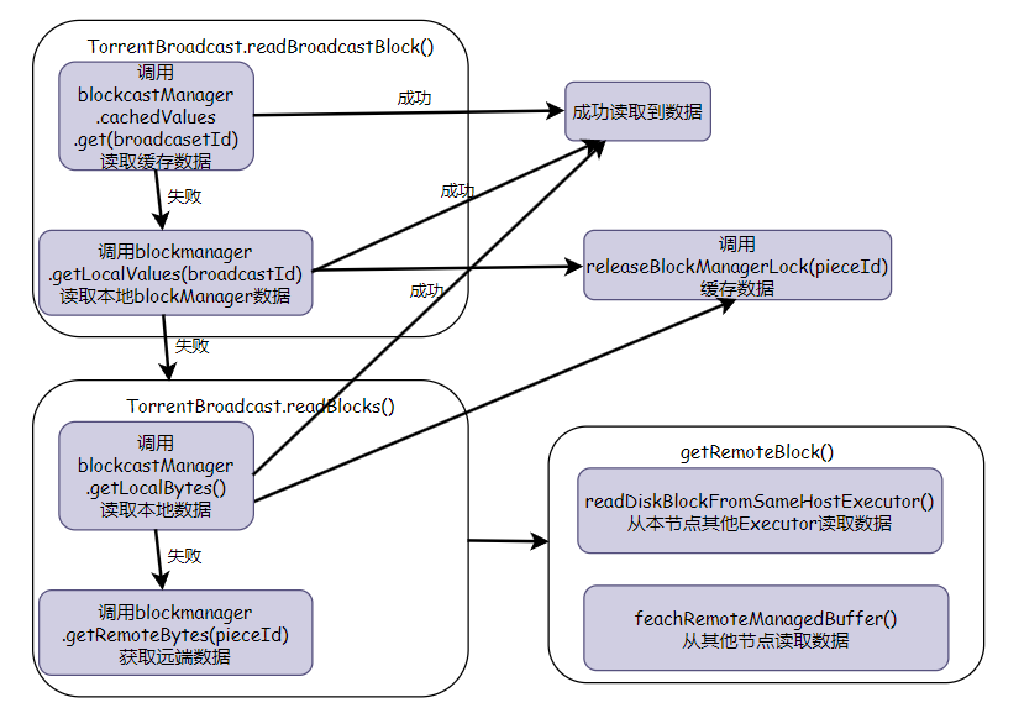 TorrentBroadcast.readBroadcastBlock()
调用
blockcastManager
.cachedValues
.get(broadcasetId)
读取缓存数据
成功
成功读取到数据
失败
成功
调用blockmanager
.getLocalValues(broadcastId)
读取本地blockManager数据
调用
releaseBlockManagerLock(pieceId)
缓存数据
成功
失败
TorrentBroadcast.readBlocks()
调用
blockcastManager
.getLocalBytes()
读取本地数据
失败
调用blockmanager
.getRemoteBytes(pieceId)
获取远端数据
getRemoteBlock()
readDiskBlockFromSameHostExecutor()
从本节点其他Executor读取数据
feachRemoteManagedBuffer()
从其他节点读取数据